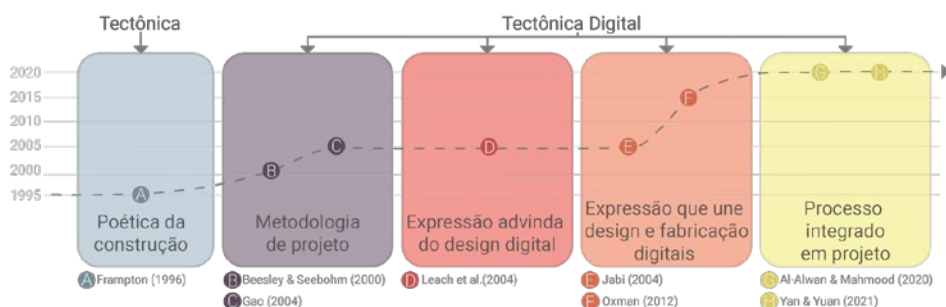 Tectônica
Tectônica Digital
2020
2015
2010
2005
2000
1995
A
B
C
D
E
F
G
H
Poética da
construção
Metodologia
de projeto
Expressão advinda
do design digital
Expressão que une
design e fabricação
digitais
Processo
integrado
em projeto
A Frampton (1996)
B Beesley & Seebohm (2000)
C Gao (2004)
D Leach et al.(2004)
E Jabi (2004)
E Oxman (2012)
G Al-Alwan & Mahmood (2020)
H Yan & Yuan (2021)